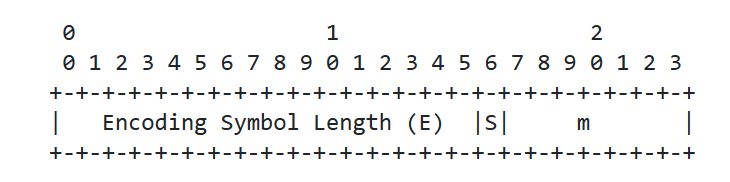 0                   1                   2
 0 1 2 3 4 5 6 7 8 9 0 1 2 3 4 5 6 7 8 9 0 1 2 3
+-+-+-+-+-+-+-+-+-+-+-+-+-+-+-+-+-+-+-+-+-+-+-+-+
|   Encoding Symbol Length (E)  |S|     m       |
+-+-+-+-+-+-+-+-+-+-+-+-+-+-+-+-+-+-+-+-+-+-+-+-+